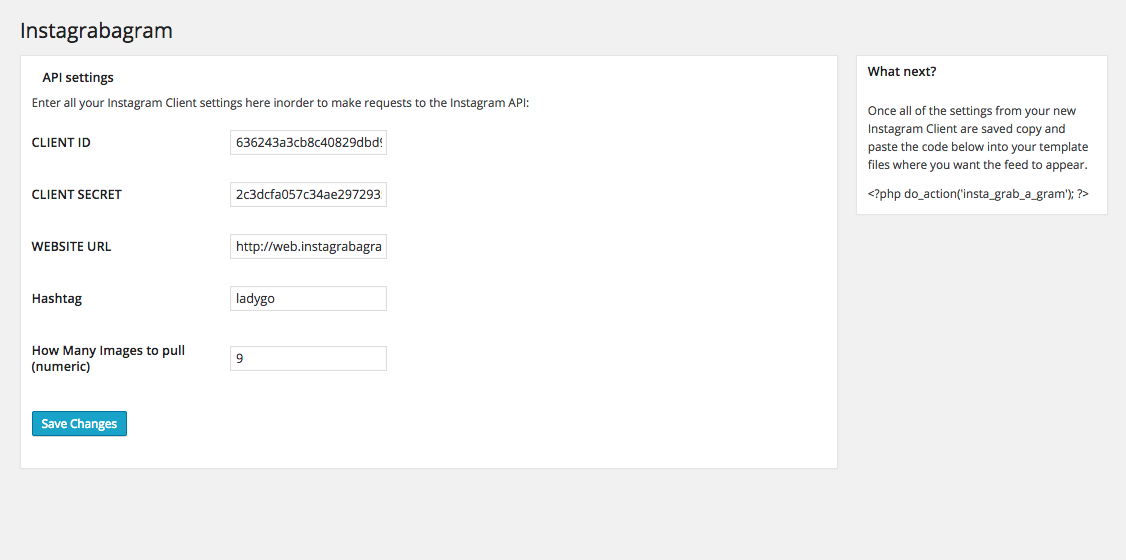 Instagrabagram
API settings
Enter all your Instagram Client settings here inorder to make requests to the Instagram API:
CLIENT ID
636243a3cb8c40829dbd9
CLIENT SECRET
2c3dcfa057c34ae297293
WEBSITE URL
http://web.instagrabagra
Hashtag
ladygo
How Many Images to pull
(numeric)
9
Save Changes
What next?
Once all of the settings from your new
Instagram Client are saved copy and
paste the code below into your template
files where you want the feed to appear.
<?php do_action('insta_grab_a_gram'); ?>